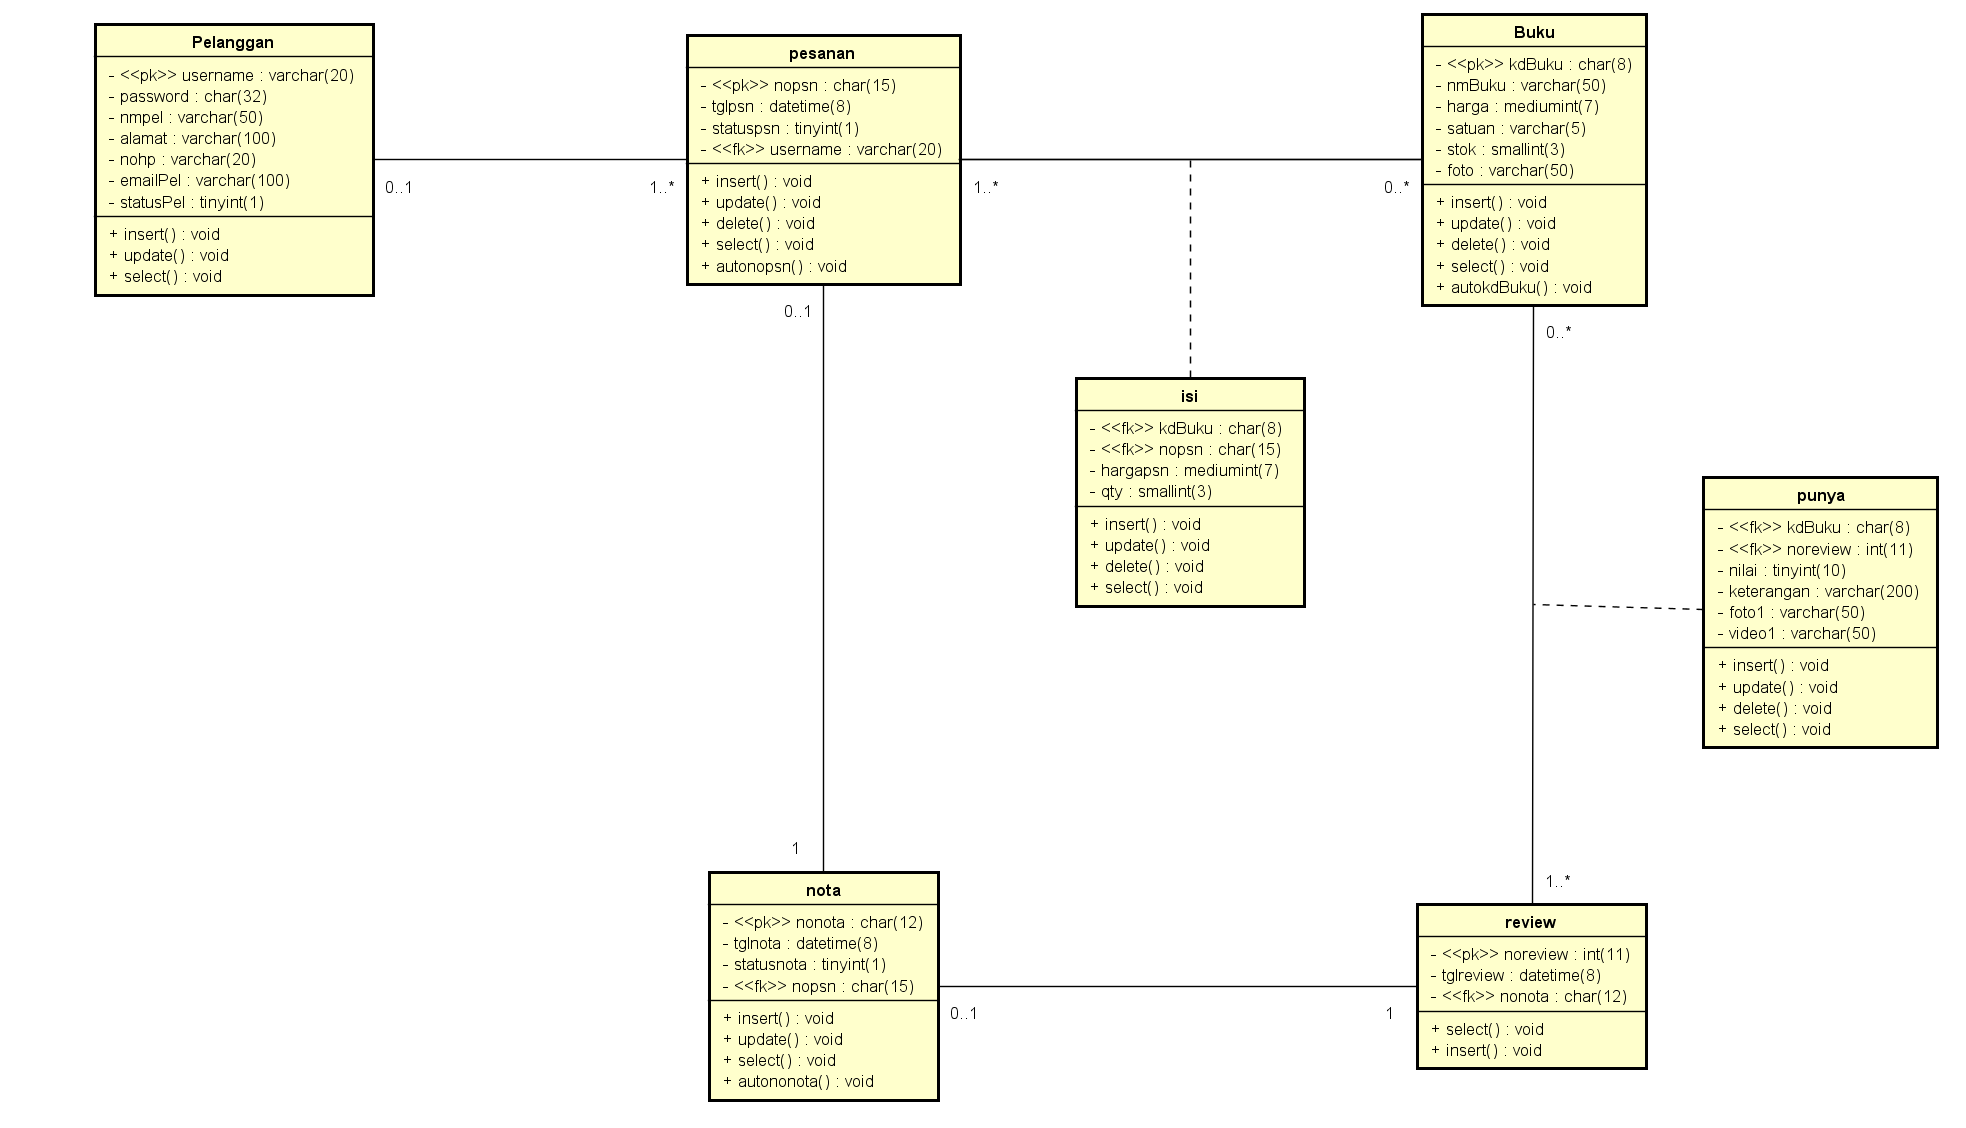 Pelanggan
- <<pk>> username : varchar(20)
- password : char(32)
- nmpel : varchar(50)
- alamat : varchar(100)
- nohp : varchar(20)
- emailPel : varchar(100)
- statusPel : tinyint(1)
+ insert() : void
+ update() : void
+ select() : void
0..1
1..*
pesanan
- <<pk>> nopsn : char(15)
- tglpsn : datetime(8)
- statuspsn : tinyint(1)
- <<fk>> username : varchar(20)
+ insert() : void
+ update() : void
+ delete() : void
+ select() : void
+ autonopsn() : void
1..*
0..*
Buku
- <<pk>> kdBuku : char(8)
- nmBuku : varchar(50)
- harga : mediumint(7)
- satuan : varchar(5)
- stok : smallint(3)
- foto : varchar(50)
+ insert() : void
+ update() : void
+ delete() : void
+ select() : void
+ autokdBuku() : void
0..1
0..*
isi
- <<fk>> kdBuku : char(8)
- <<fk>> nopsn : char(15)
- hargapsn : mediumint(7)
- qty : smallint(3)
+ insert() : void
+ update() : void
+ delete() : void
+ select() : void
punya
- <<fk>> kdBuku : char(8)
- <<fk>> noreview : int(11)
- nilai : tinyint(10)
- keterangan : varchar(200)
- foto1 : varchar(50)
- video1 : varchar(50)
+ insert() : void
+ update() : void
+ delete() : void
+ select() : void
1
1..*
nota
- <<pk>> nonota : char(12)
- tglnota : datetime(8)
- statusnota : tinyint(1)
- <<fk>> nopsn : char(15)
+ insert() : void
+ update() : void
+ select() : void
+ autononota() : void
0..1
1
review
- <<pk>> noreview : int(11)
- tglreview : datetime(8)
- <<fk>> nonota : char(12)
+ select() : void
+ insert() : void